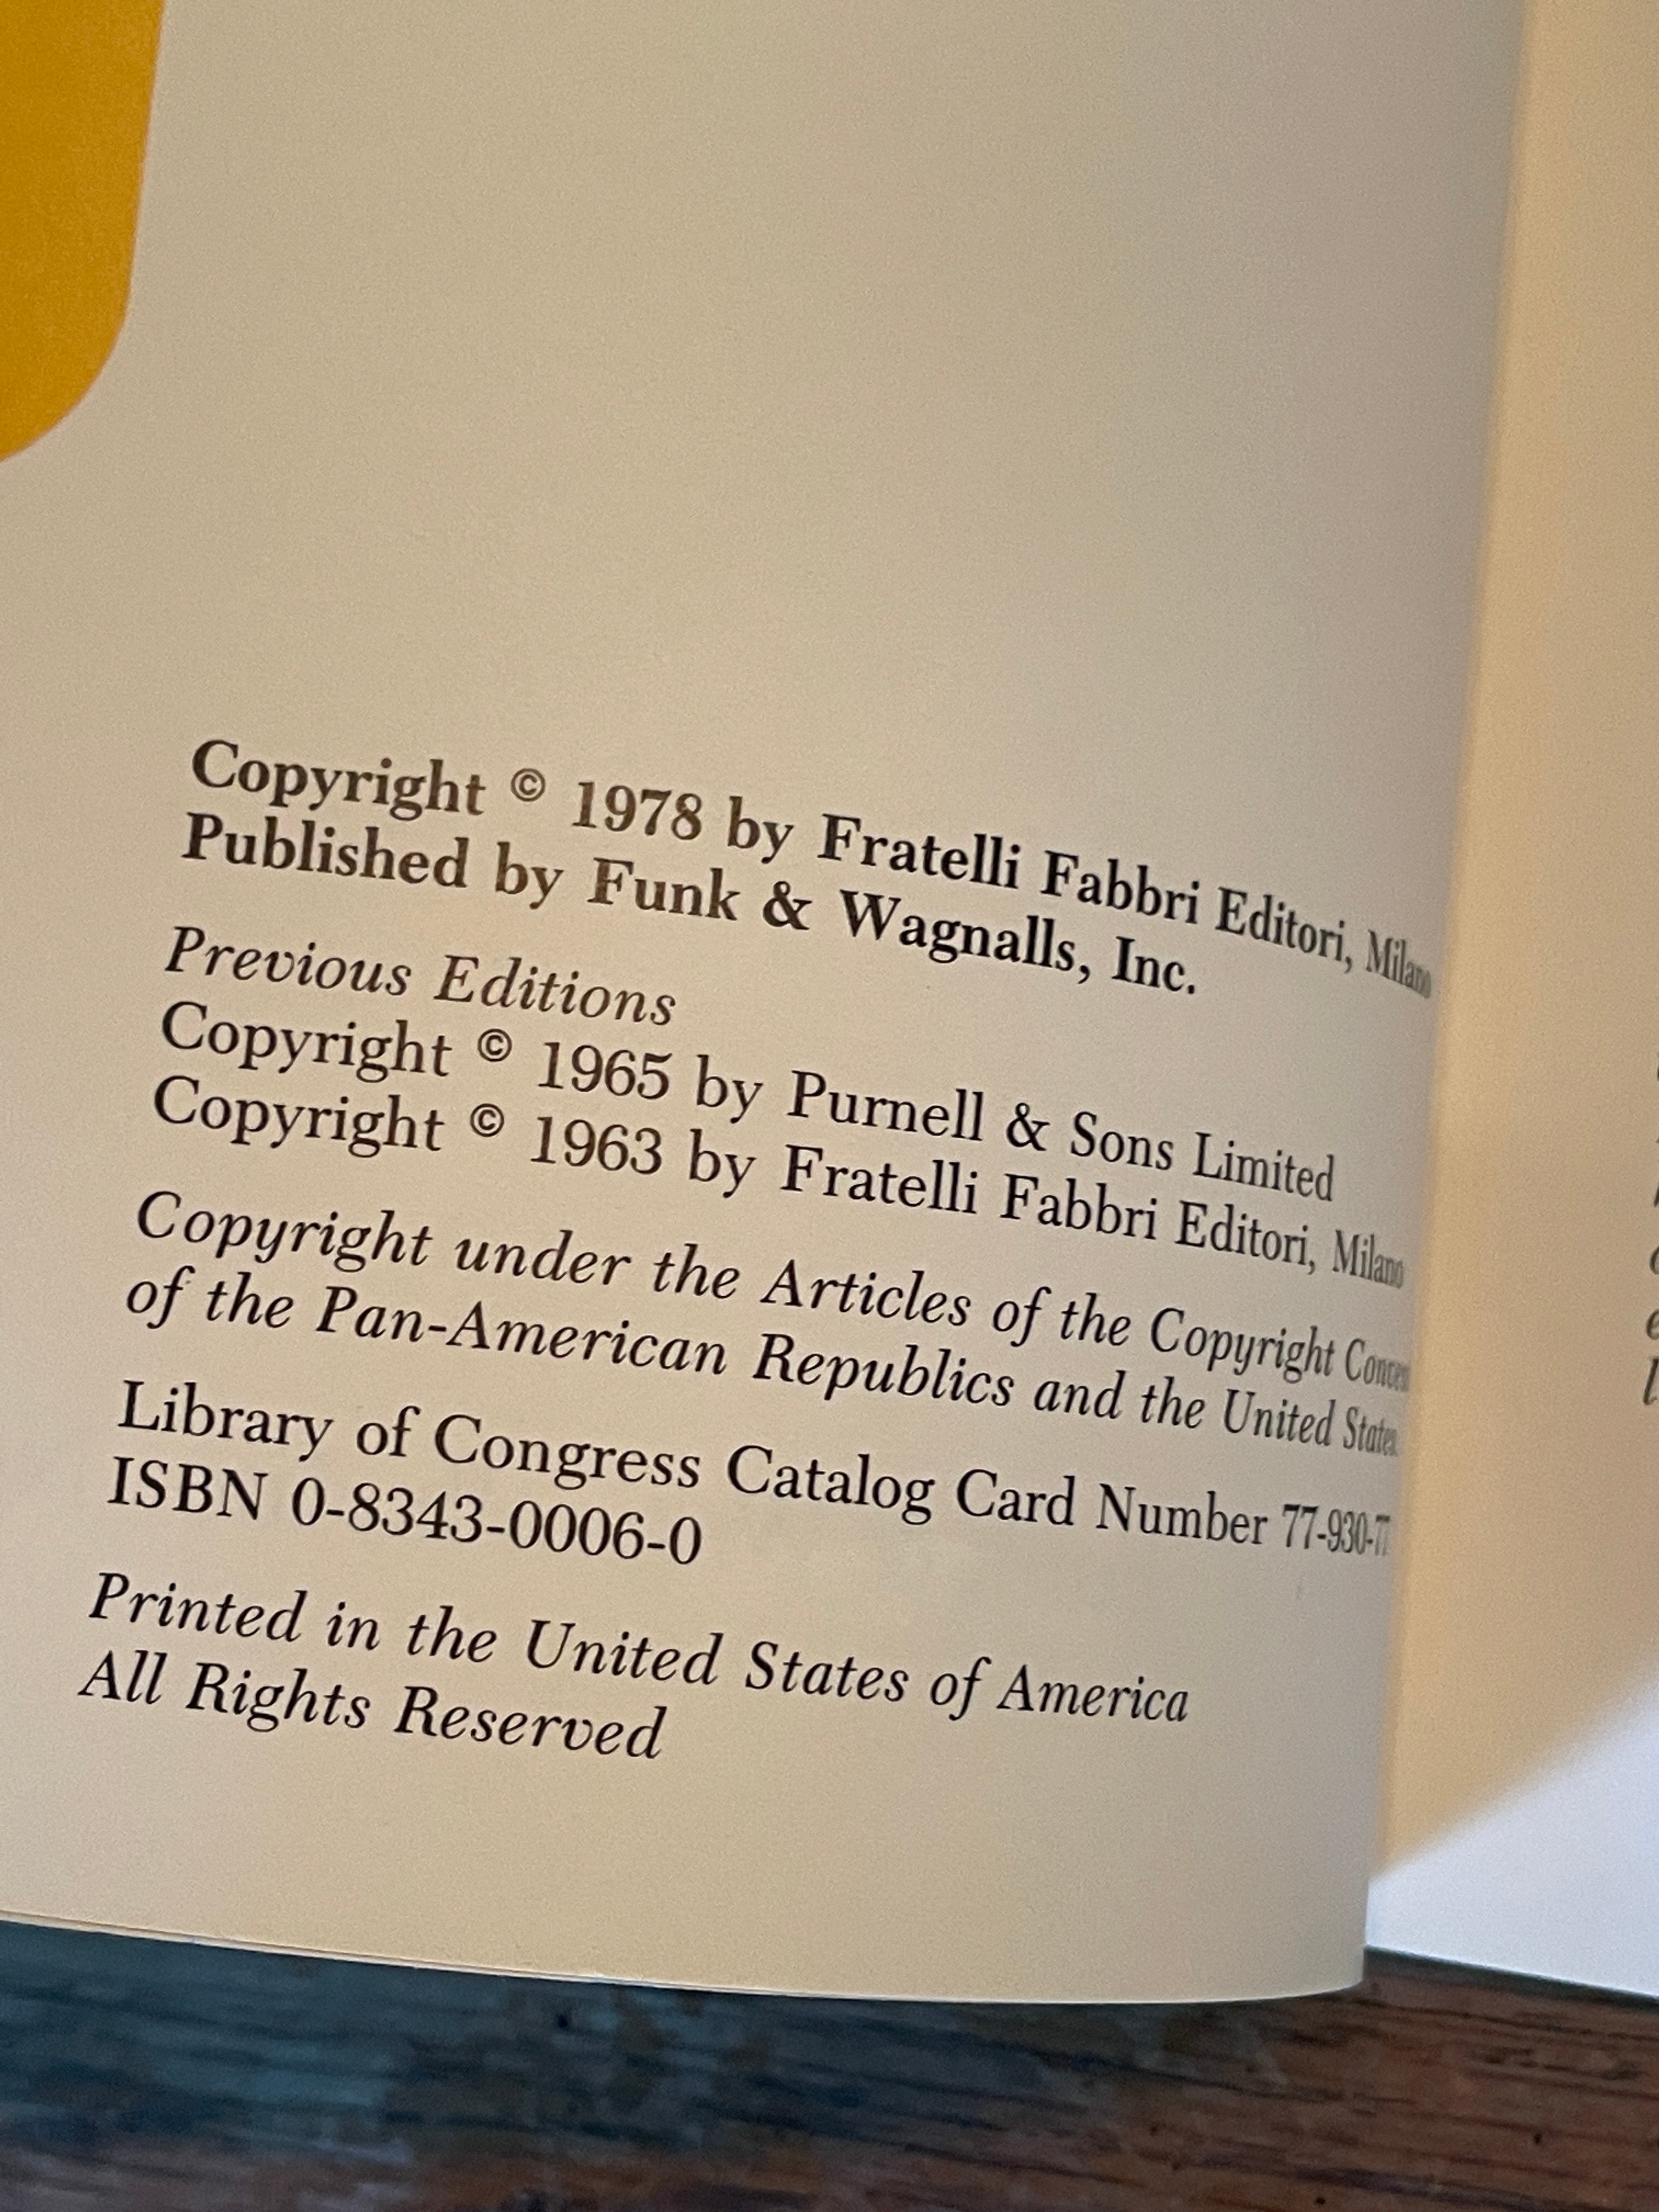 Copyright © 1978 by Fratelli Fabbri Editori, Milano
Published by Funk & Wagnalls, Inc.
Previous Editions
Copyright © 1965 by Purnell & Sons Limited
Copyright © 1963 by Fratelli Fabbri Editori, Milano
Copyright under the Articles of the Copyright
of the Pan-American Republics and the United States
Library of Congress Catalog Card Number
ISBN 0-8343-0006-0
Printed in the United States of America
All Rights Reserved